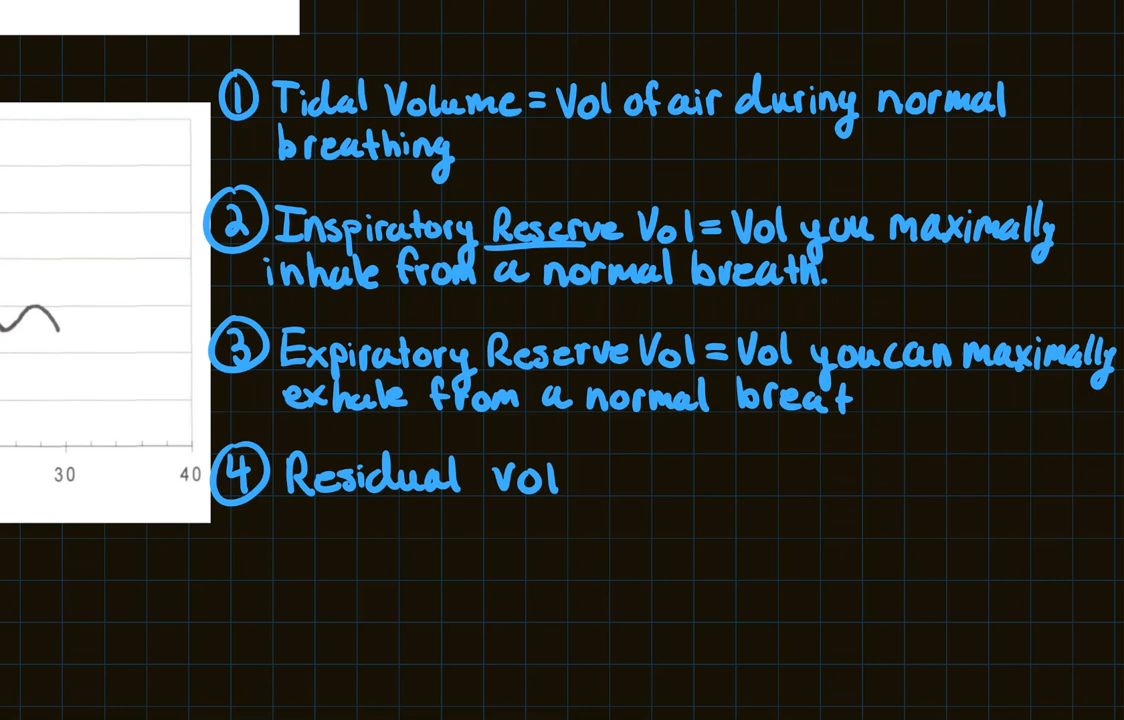 ① Tidal Volume = Vol of air during normal
breathing
② Inspiratory Reserve Vol = Vol you maximally
inhale from a normal breath.
③ Expiratory Reserve Vol = Vol you can maximally
exhale from a normal breat
④ Residual vol
30 40